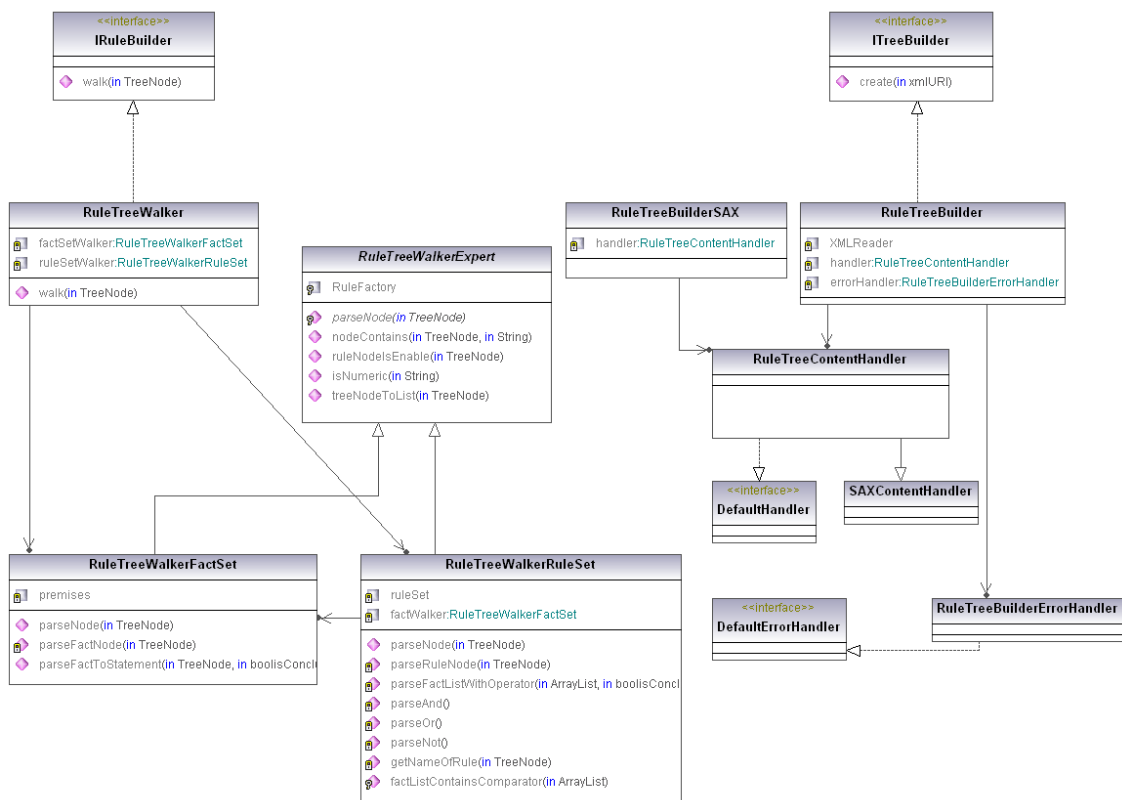 <<interface>>
IRuleBuilder
walk(in TreeNode)
<<interface>>
ITreeBuilder
create(in xmlURI)
RuleTreeWalker
factSetWalker:RuleTreeWalkerFactSet
ruleSetWalker:RuleTreeWalkerRuleSet
walk(in TreeNode)
RuleTreeWalkerExpert
RuleFactory
parseNode(in TreeNode)
nodeContains(in TreeNode, in String)
ruleNodeIsEnable(in TreeNode)
isNumeric(in String)
treeNodeToList(in TreeNode)
RuleTreeBuilderSAX
handler:RuleTreeContentHandler
RuleTreeBuilder
XMLReader
handler:RuleTreeContentHandler
errorHandler:RuleTreeBuilderErrorHandler
RuleTreeContentHandler
<<interface>>
DefaultHandler
SAXContentHandler
RuleTreeWalkerFactSet
premises
parseNode(in TreeNode)
parseFactNode(in TreeNode)
parseFactToStatement(in TreeNode, in boolisConclu
RuleTreeWalkerRuleSet
ruleSet
factWalker:RuleTreeWalkerFactSet
parseNode(in TreeNode)
parseRuleNode(in TreeNode)
parseFactListWithOperator(in ArrayList, in boolisConcl
parseAnd()
parseOr()
parseNot()
getNameOfRule(in TreeNode)
factListContainsComparator(in ArrayList)
<<interface>>
DefaultErrorHandler
RuleTreeBuilderErrorHandler